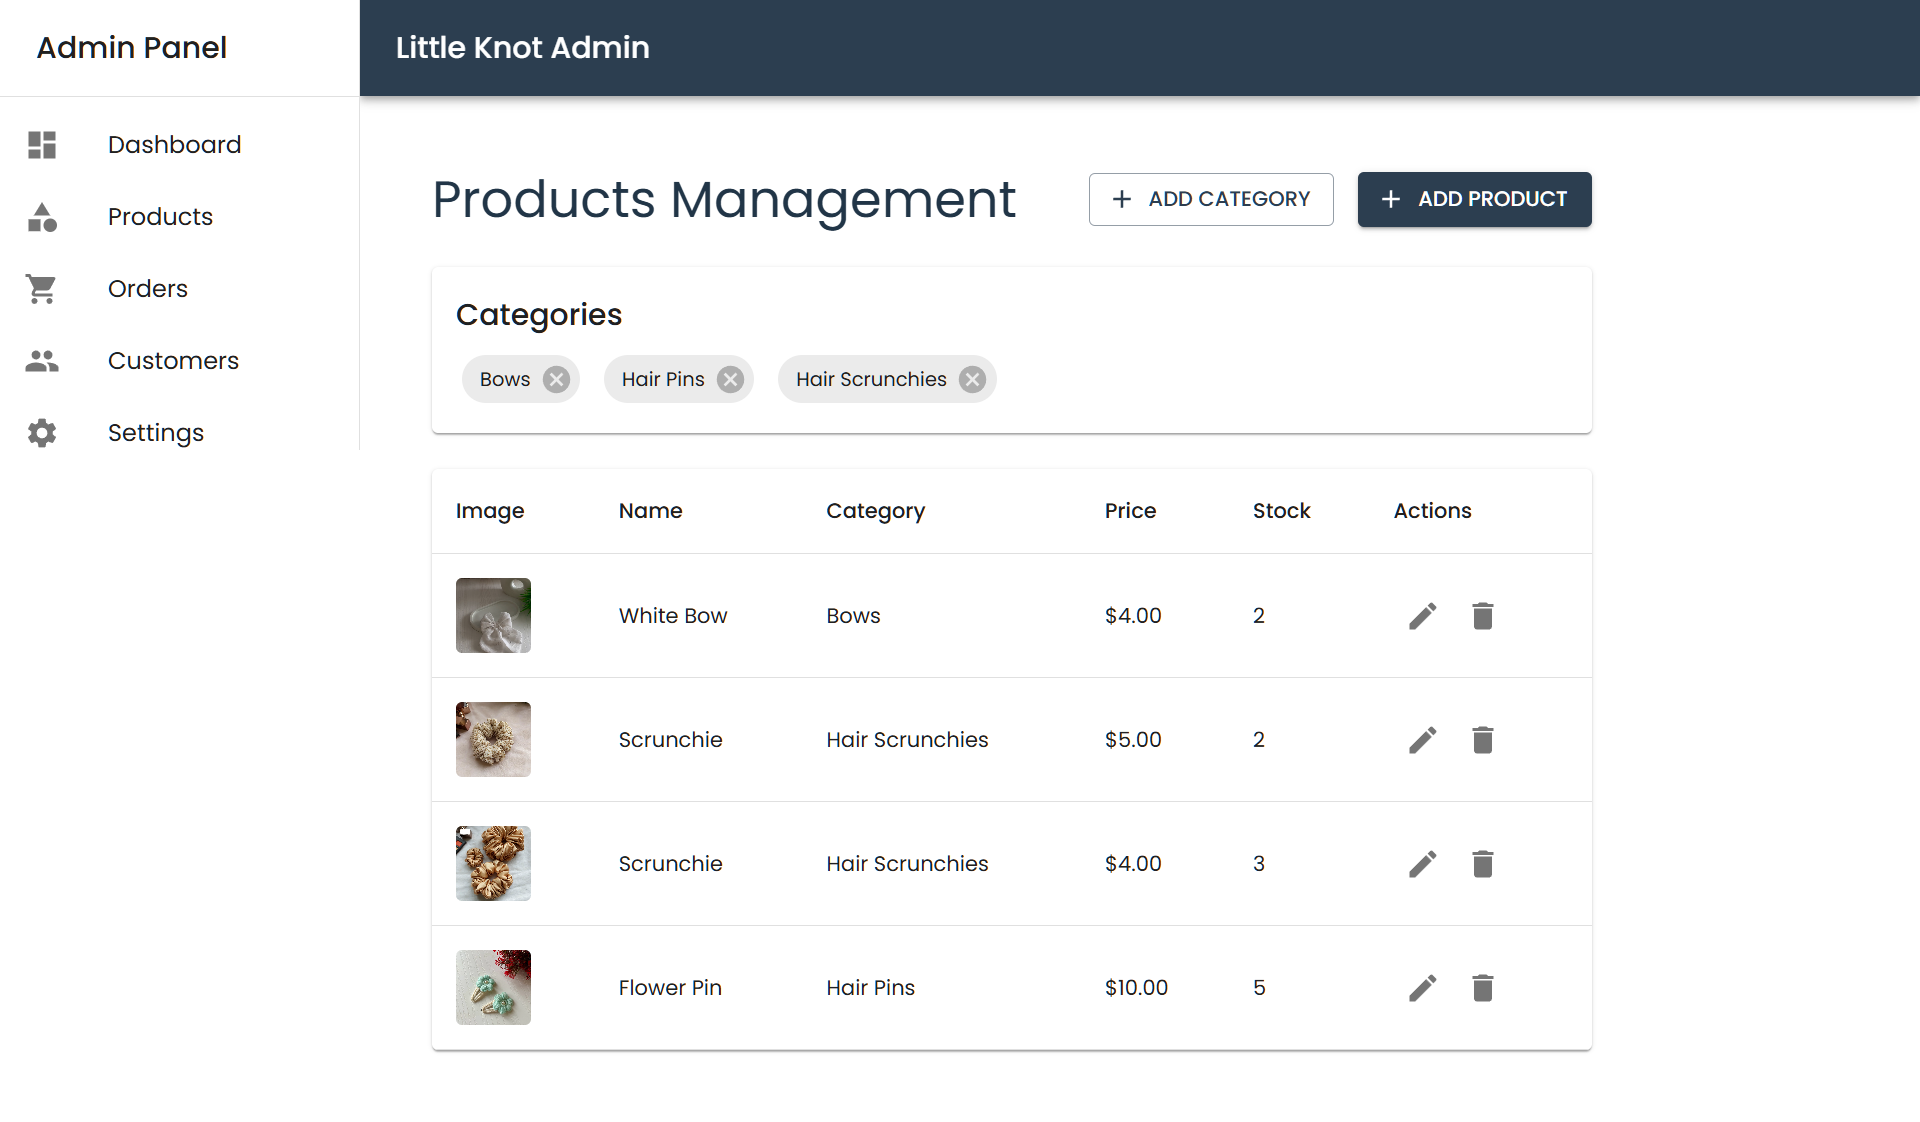 Admin Panel
Little Knot Admin
Dashboard
Products
Orders
Customers
Settings
Products Management
ADD CATEGORY
ADD PRODUCT
Categories
Bows
Hair Pins
Hair Scrunchies
Image Name Category Price Stock Actions
White Bow Bows $4.00 2
Scrunchie Hair Scrunchies $5.00 2
Scrunchie Hair Scrunchies $4.00 3
Flower Pin Hair Pins $10.00 5